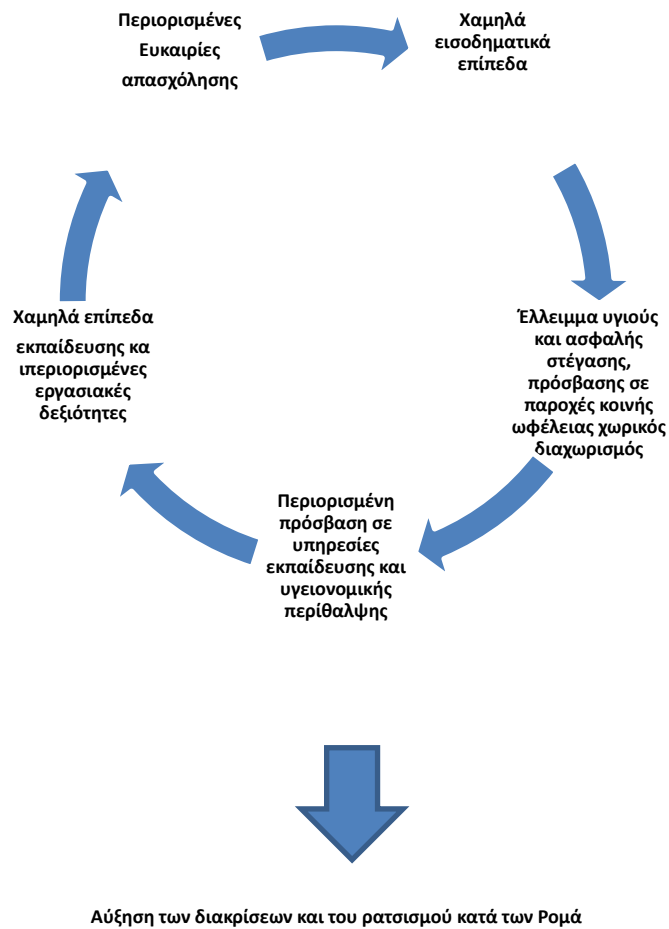 Περιορισμένες
Ευκαιρίες
απασχόλησης
Χαμηλά
εισοδηματικά
επίπεδα
Έλλειμμα υγιούς
και ασφαλής
στέγασης,
πρόσβασης σε
παροχές κοινής
ωφέλειας χωρικός
διαχωρισμός
Περιορισμένη
πρόσβαση σε
υπηρεσίες
εκπαίδευσης και
υγειονομικής
περίθαλψης
Χαμηλά επίπεδα
εκπαίδευσης κα
ιπεριορισμένες
εργασιακές
δεξιότητες
Αύξηση των διακρίσεων και του ρατσισμού κατά των Ρομά